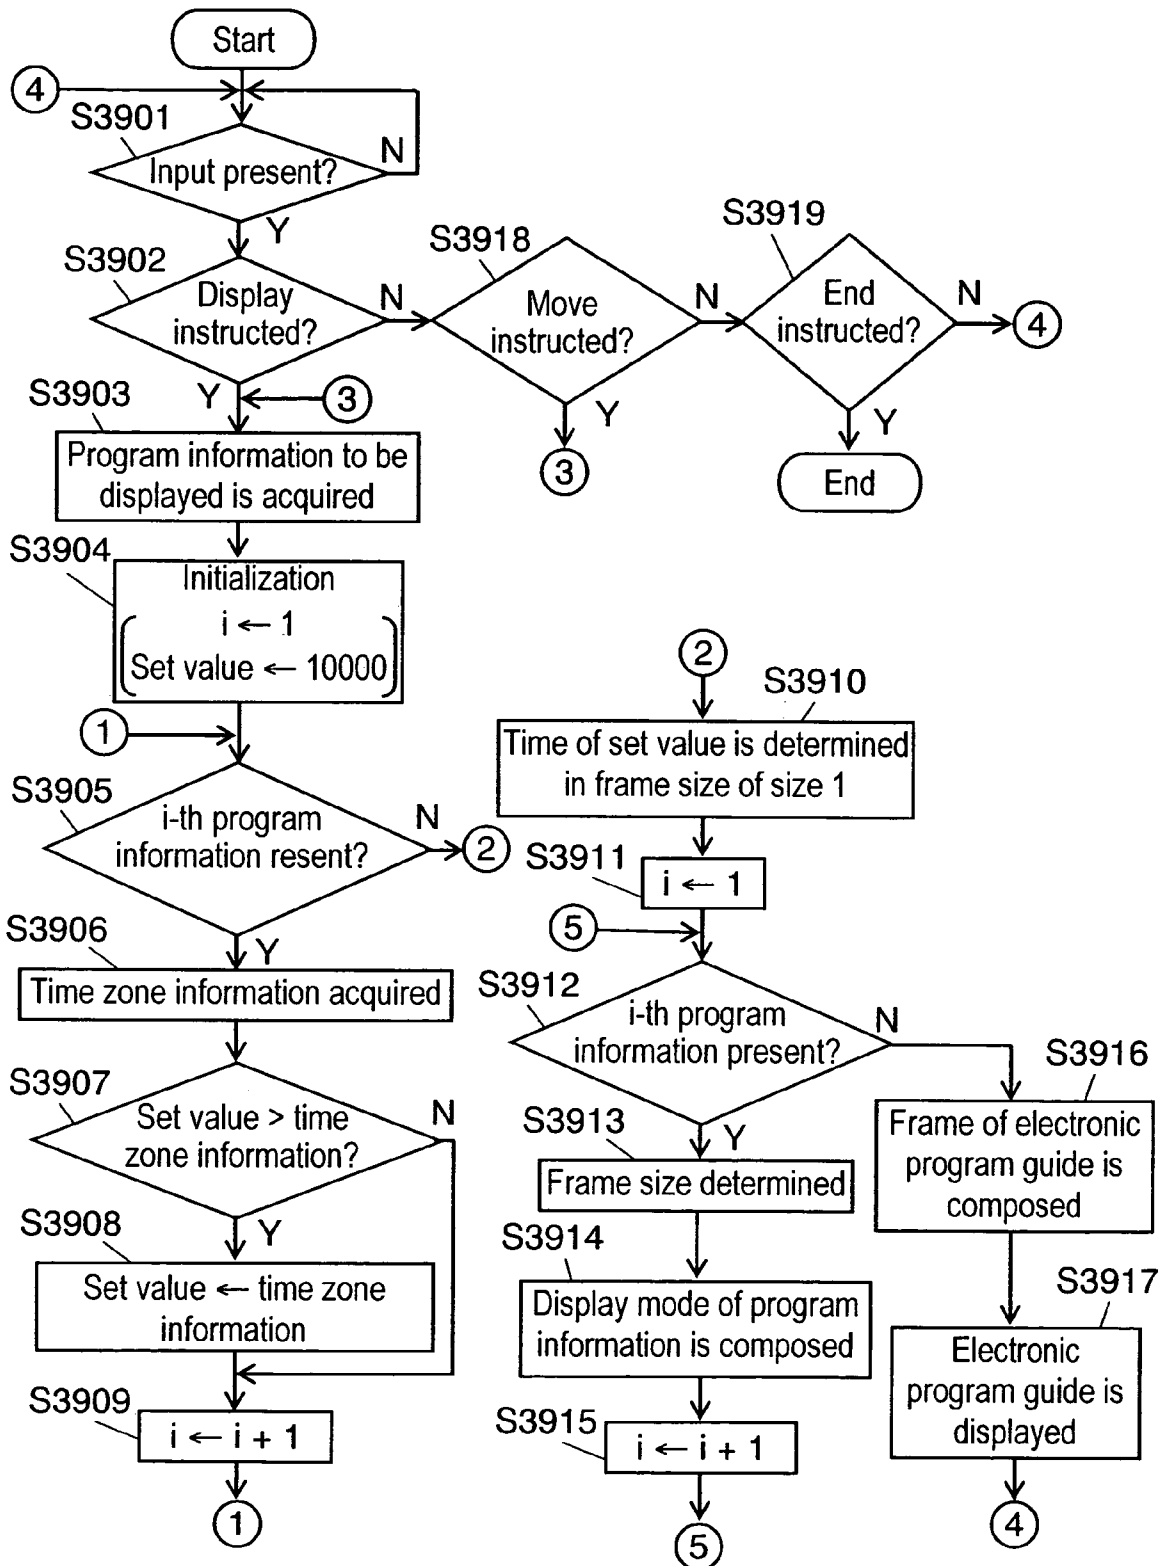 Start
4
S3901
Input present?
N
Y
S3902
Display
instructed?
N
Y
S3918
Move
instructed?
N
Y
3
S3919
End
instructed?
N
4
Y
End
3
S3903
Program information to be
displayed is acquired
S3904
Initialization
i ← 1
Set value ← 10000
1
S3905
i-th program
information resent?
N
2
Y
S3906
Time zone information acquired
S3907
Set value > time
zone information?
N
Y
S3908
Set value ← time zone
information
S3909
i ← i + 1
1
2
S3910
Time of set value is determined
in frame size of size 1
S3911
i ← 1
5
S3912
i-th program
information present?
N
Y
S3913
Frame size determined
S3914
Display mode of program
information is composed
S3915
i ← i + 1
5
S3916
Frame of electronic
program guide is
composed
S3917
Electronic
program guide is
displayed
4